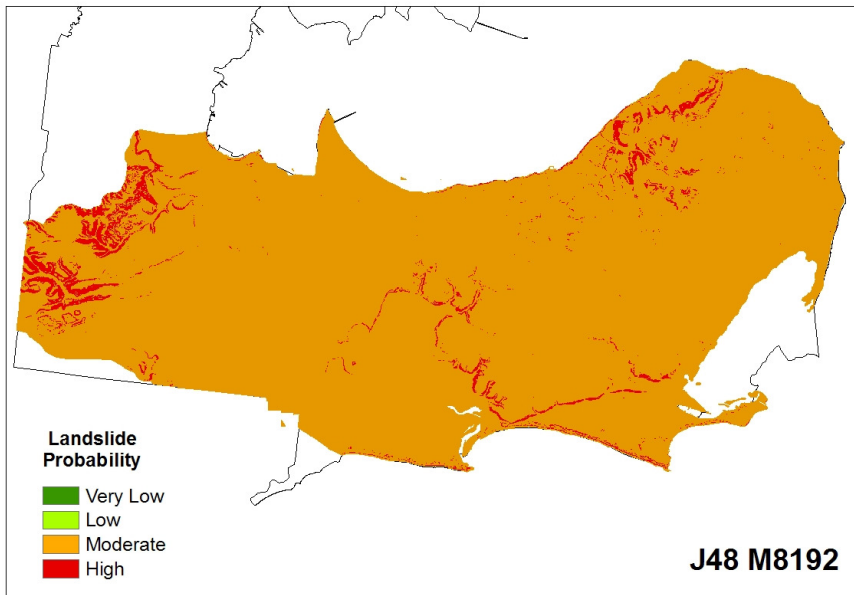 Landslide
Probability
Very Low
Low
Moderate
High
J48 M8192